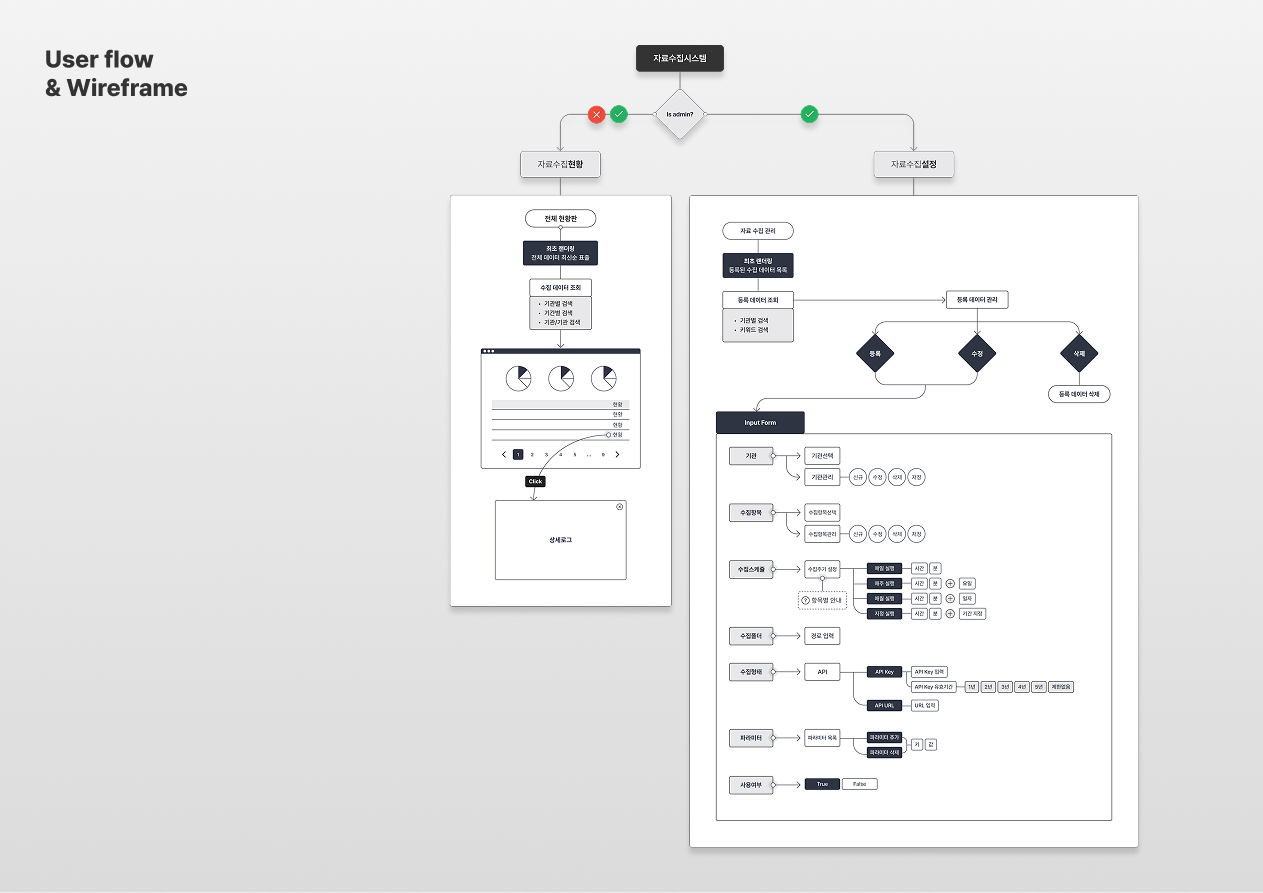 User flow
& Wireframe
자료수집시스템
Is admin?
자료수집현황
자료수집설정
전체 현황판
최초 렌더링
전체 데이터 최신순 표출
수집 데이터 조회
• 기관별 검색
• 기간별 검색
• 기관/기관 검색
현황
현황
현황
현황
1 2 3 4 5 ... 9
Click
상세로그
자료 수집 관리
최초 렌더링
등록된 수집 데이터 목록
등록 데이터 조회
• 기관별 검색
• 키워드 검색
등록 데이터 관리
등록
수정
삭제
등록 데이터 삭제
Input Form
기관
기관선택
기관관리
신규
수정
삭제
저장
수집항목
수집항목선택
수집항목관리
신규
수정
삭제
저장
수집스케줄
수집주기 설정
? 항목별 안내
매일 실행
시간
분
매주 실행
시간
분
요일
매월 실행
시간
분
일자
지정 실행
시간
분
기간 지정
수집폴더
경로 입력
수집형태
API
API Key
API Key 입력
API Key 유효기간
1년
2년
3년
4년
5년
제한없음
API URL
URL 입력
파라미터
파라미터 목록
파라미터 추가
파라미터 삭제
키
값
사용여부
True
False